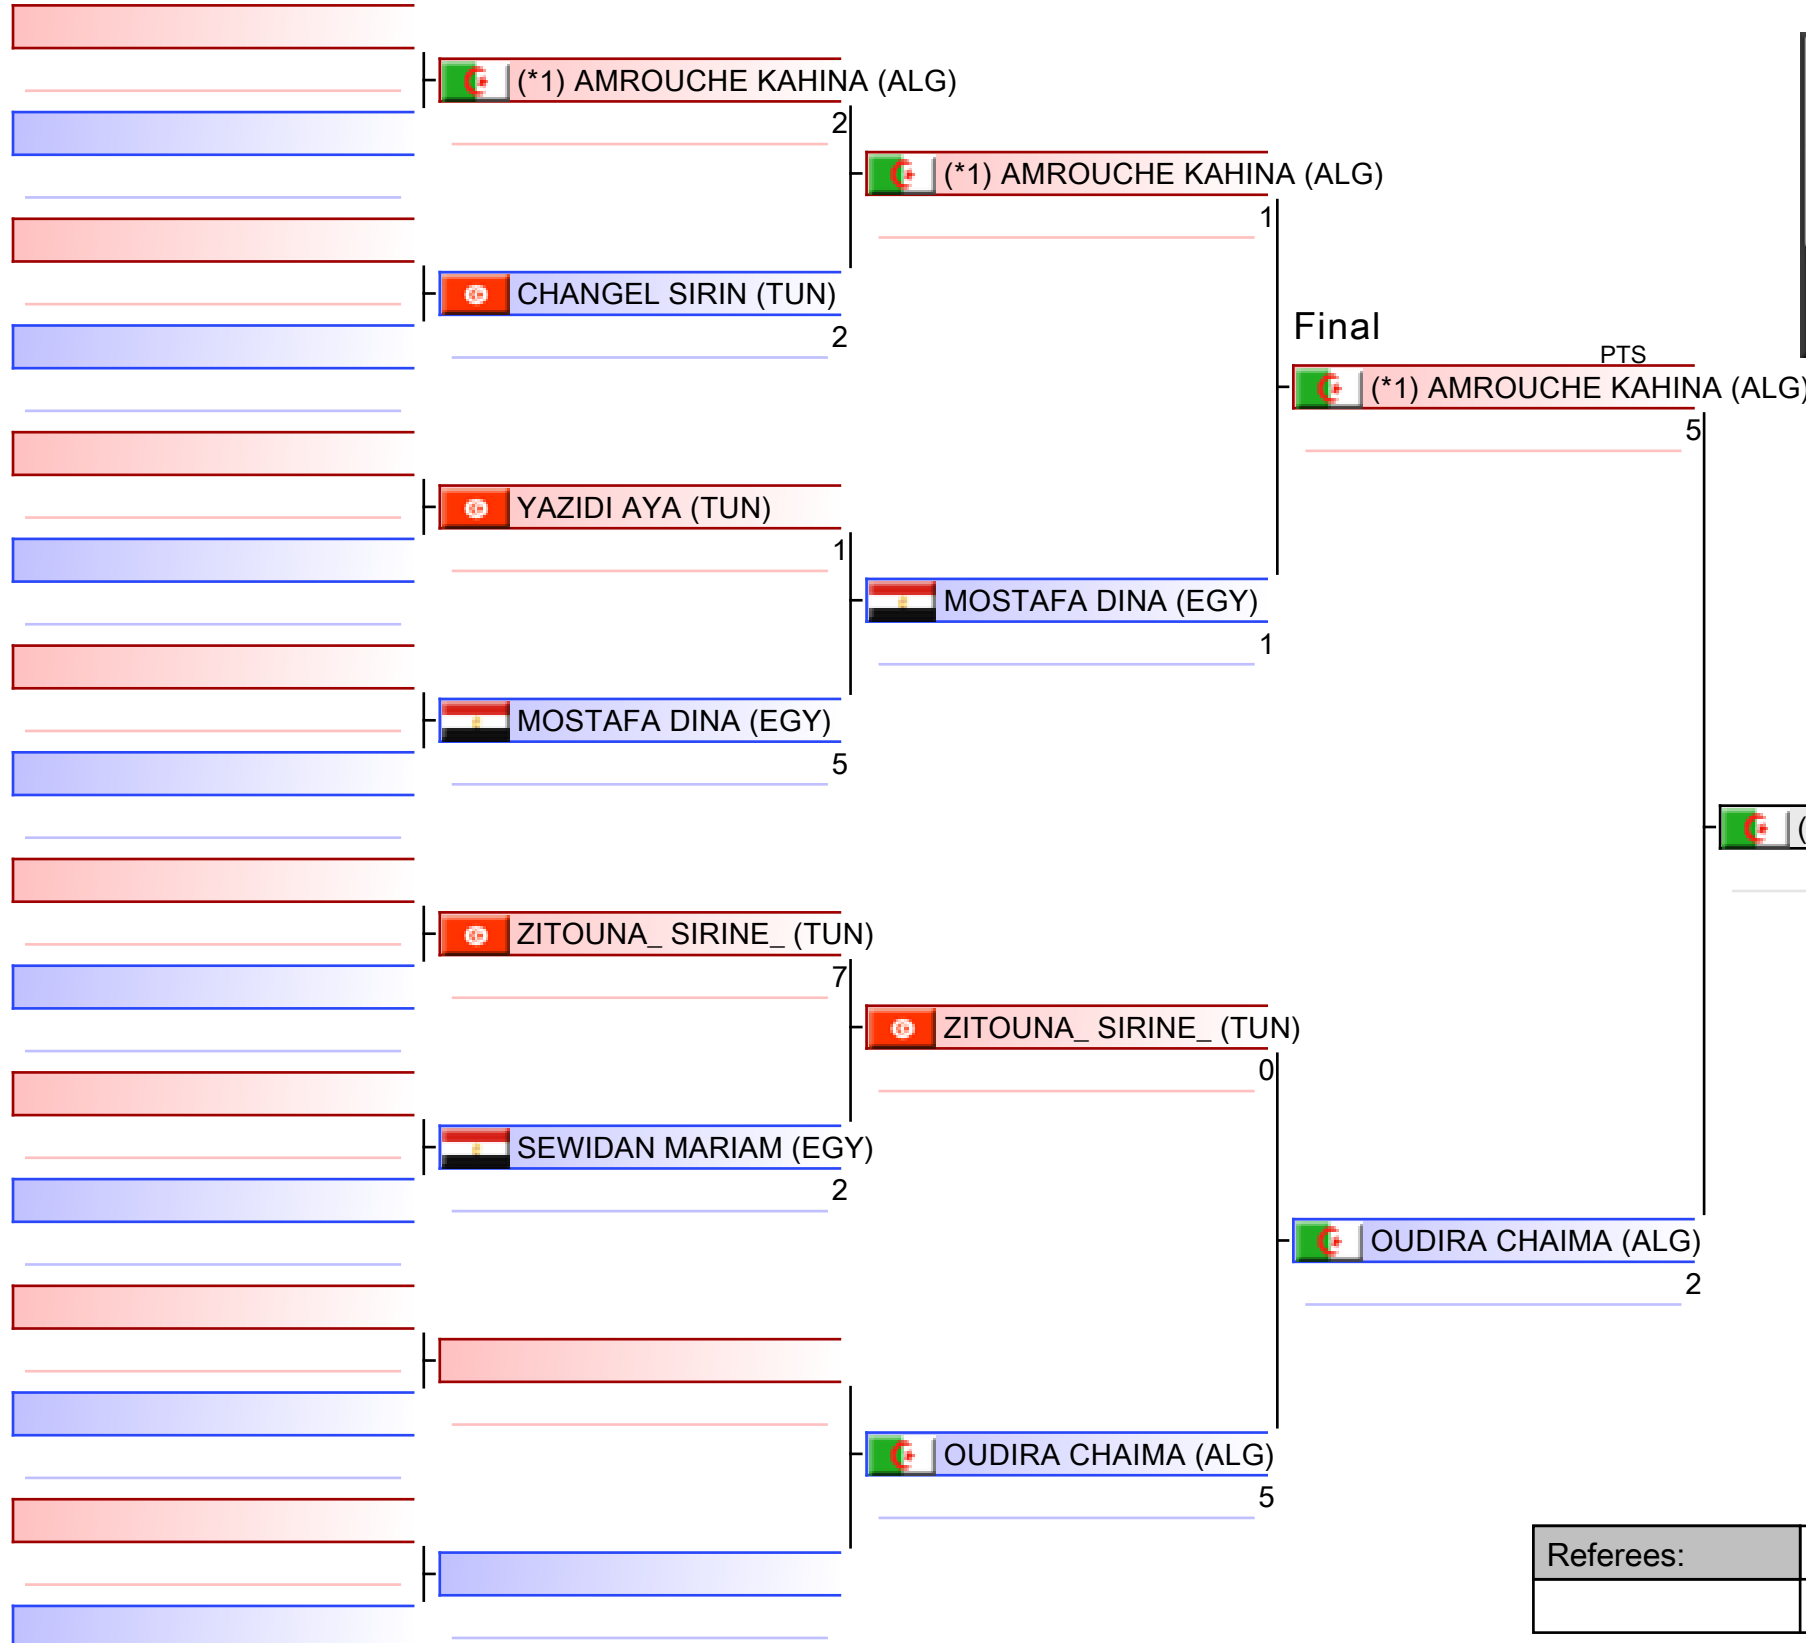 (*1) AMROUCHE KAHINA (ALG)
2
CHANGEL SIRIN (TUN)
2
YAZIDI AYA (TUN)
1
MOSTAFA DINA (EGY)
5
ZITOUNA_ SIRINE_ (TUN)
7
SEWIDAN MARIAM (EGY)
2
(*1) AMROUCHE KAHINA (ALG)
1
MOSTAFA DINA (EGY)
1
ZITOUNA_ SIRINE_ (TUN)
0
OUDIRA CHAIMA (ALG)
5
Final
PTS
(*1) AMROUCHE KAHINA (ALG)
5
OUDIRA CHAIMA (ALG)
2
(
Referees: